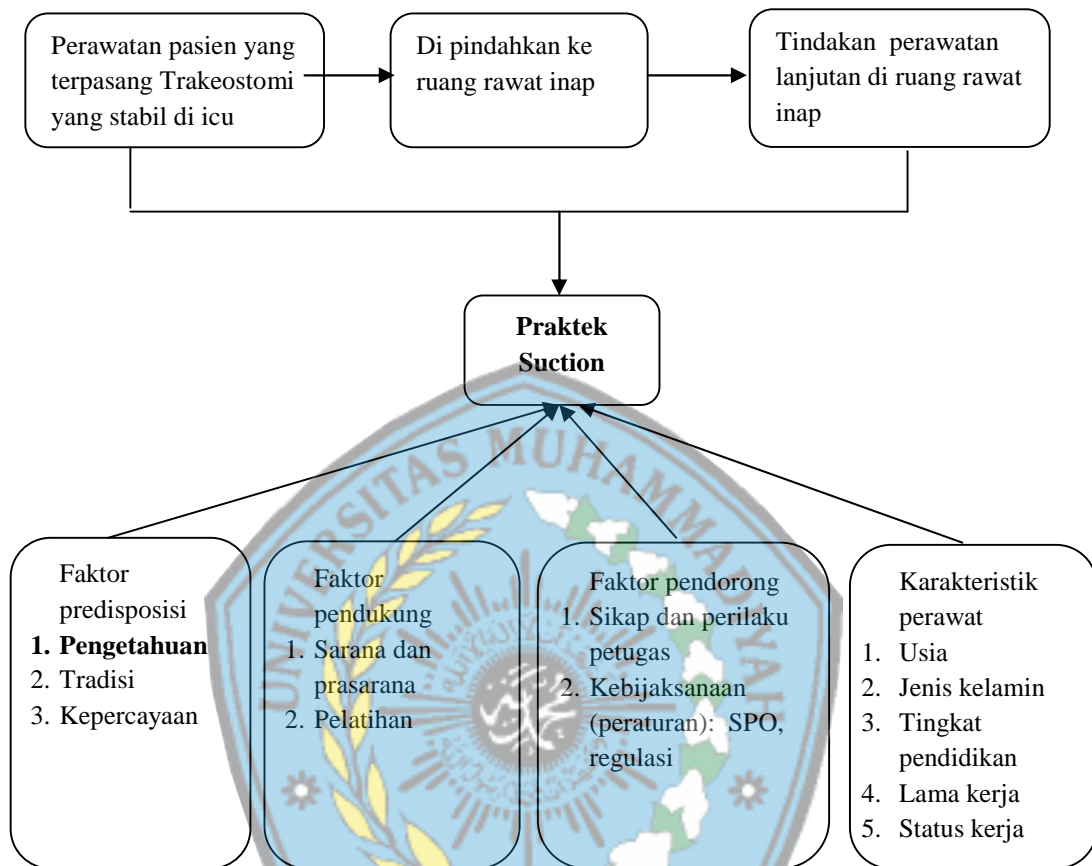 Perawatan pasien yang
terpasang Trakeostomi
yang stabil di icu
Di pindahkan ke
ruang rawat inap
Tindakan perawatan
lanjutan di ruang rawat
inap
Praktek
Suction
Faktor
predisposisi
1. Pengetahuan
2. Tradisi
3. Kepercayaan
Faktor
pendukung
1. Sarana dan
prasarana
2. Pelatihan
Faktor pendorong
1. Sikap dan perilaku
petugas
2. Kebijaksanaan
(peraturan): SPO,
regulasi
Karakteristik
perawat
1. Usia
2. Jenis kelamin
3. Tingkat
pendidikan
4. Lama kerja
5. Status kerja
UNIVERSITAS MUHAMMADIYAH